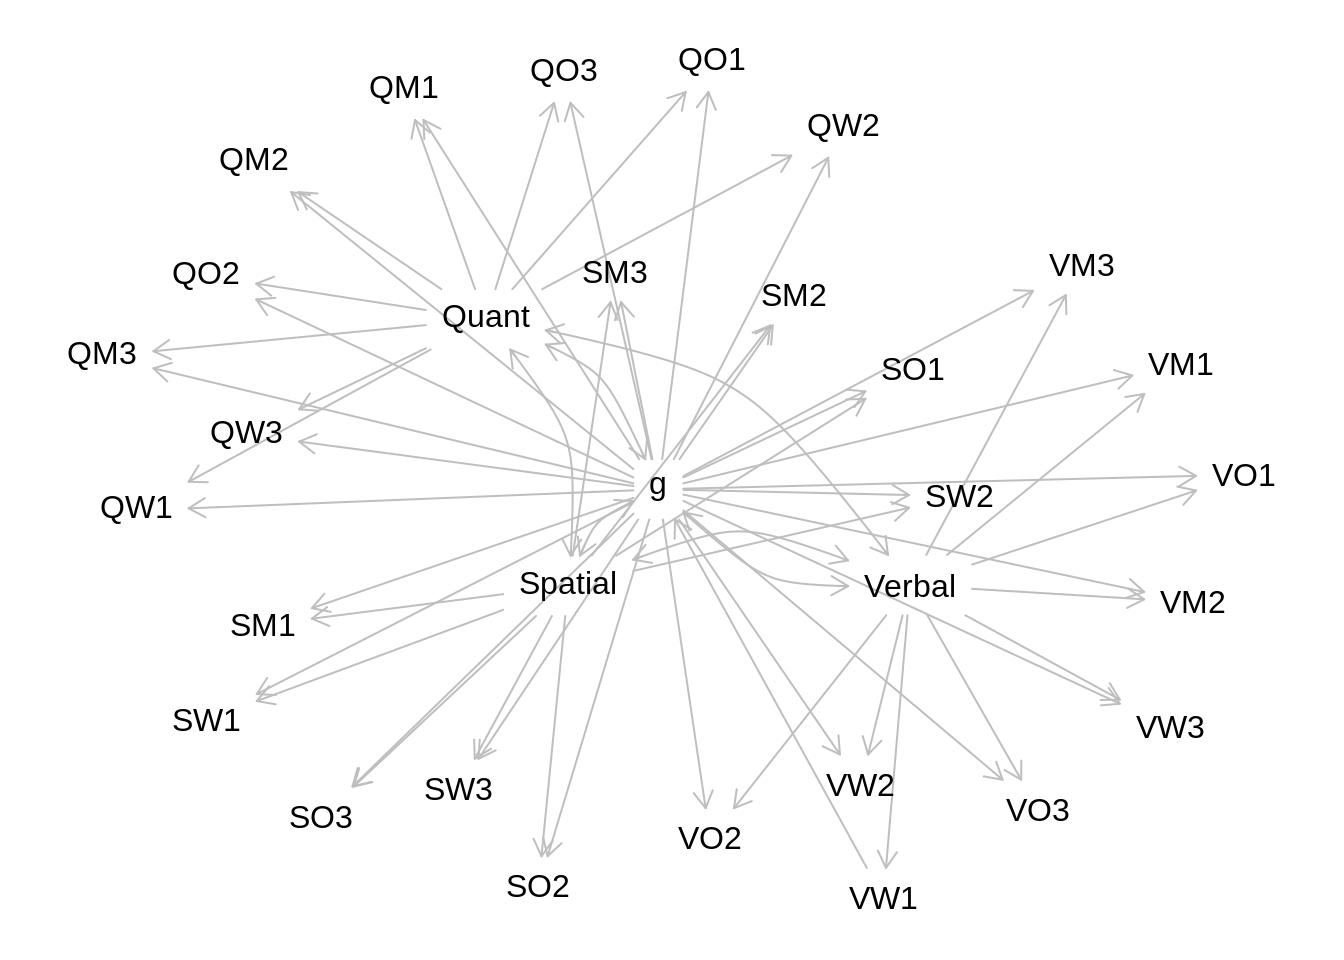 QO1
QO3
QM1
QW2
QM2
VM3
SM3
QO2
SM2
Quant
QM3
VM1
SO1
QW3
VO1
g
SW2
QW1
Spatial
Verbal
VM2
SM1
SW1
VW3
VW2
SW3
VO3
SO3
VO2
SO2
VW1